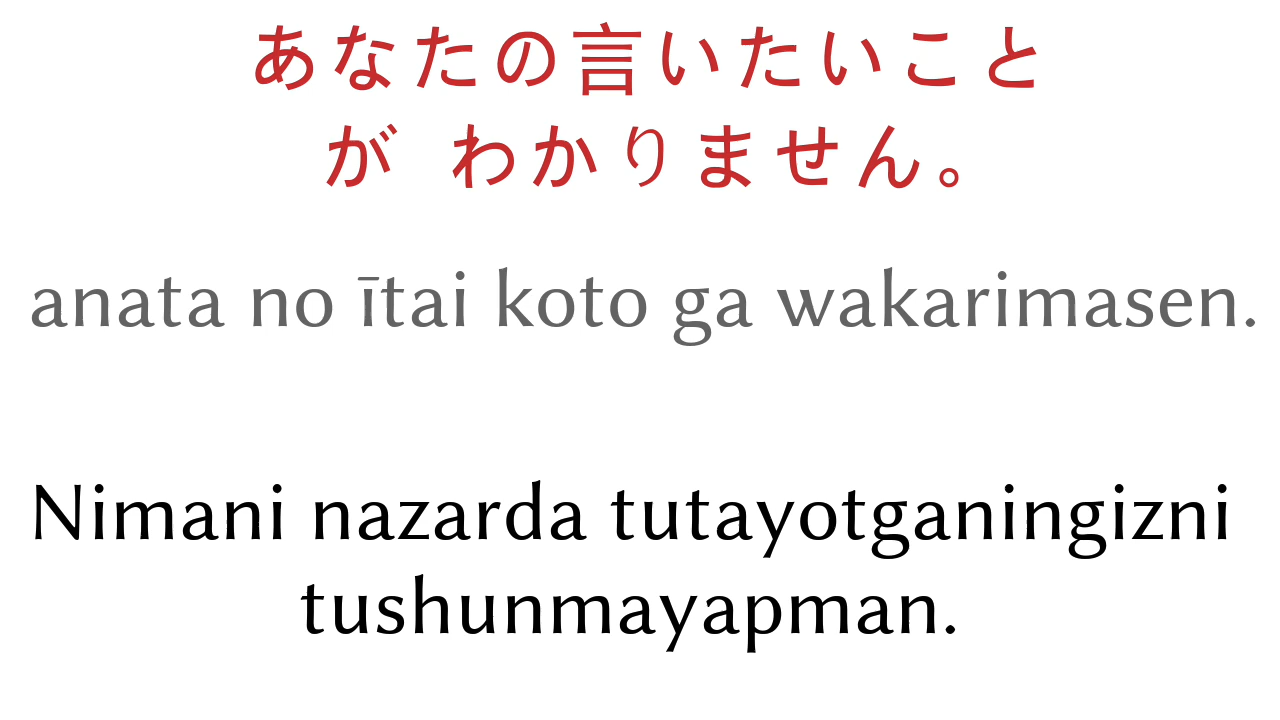 あなたの言いたいこと
が わかりません。
anata no ītai koto ga wakarimasen.
Nimani nazarda tutayotganingizni
tushunmayapman.